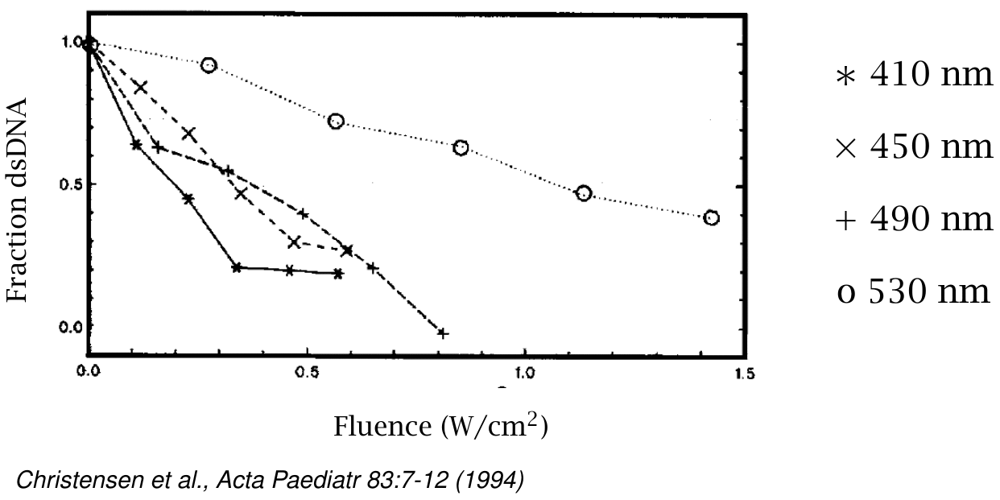 1.0
0.5
0.0
Fraction dsDNA
0.0 0.5 1.0 1.5
Fluence (W/cm²)
* 410 nm
× 450 nm
+ 490 nm
o 530 nm
Christensen et al., Acta Paediatr 83:7-12 (1994)